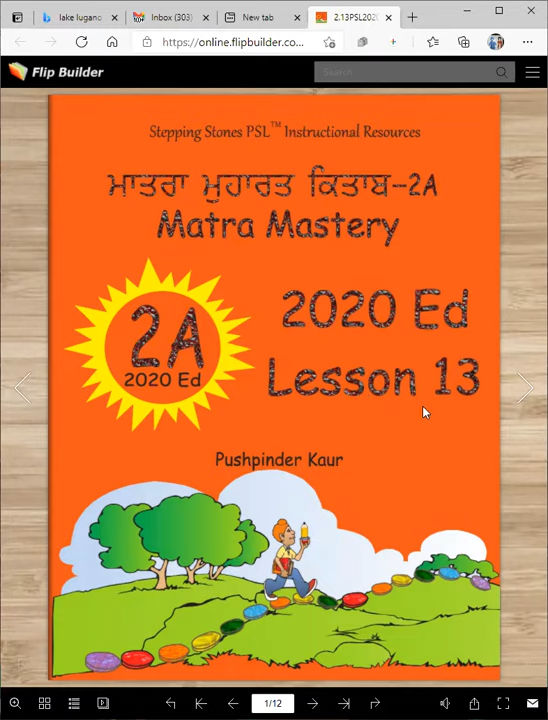 lake lugano
Inbox (303)
New tab
2.13PSL2020
https://online.flipbuilder.co...
Flip Builder
Search
Stepping Stones PSL™ Instructional Resources
ਮਾਤਰਾ ਮੁਹਾਰਤ ਕਿਤਾਬ-2A
Matra Mastery
2A
2020 Ed
2020 Ed
Lesson 13
Pushpinder Kaur
1/12